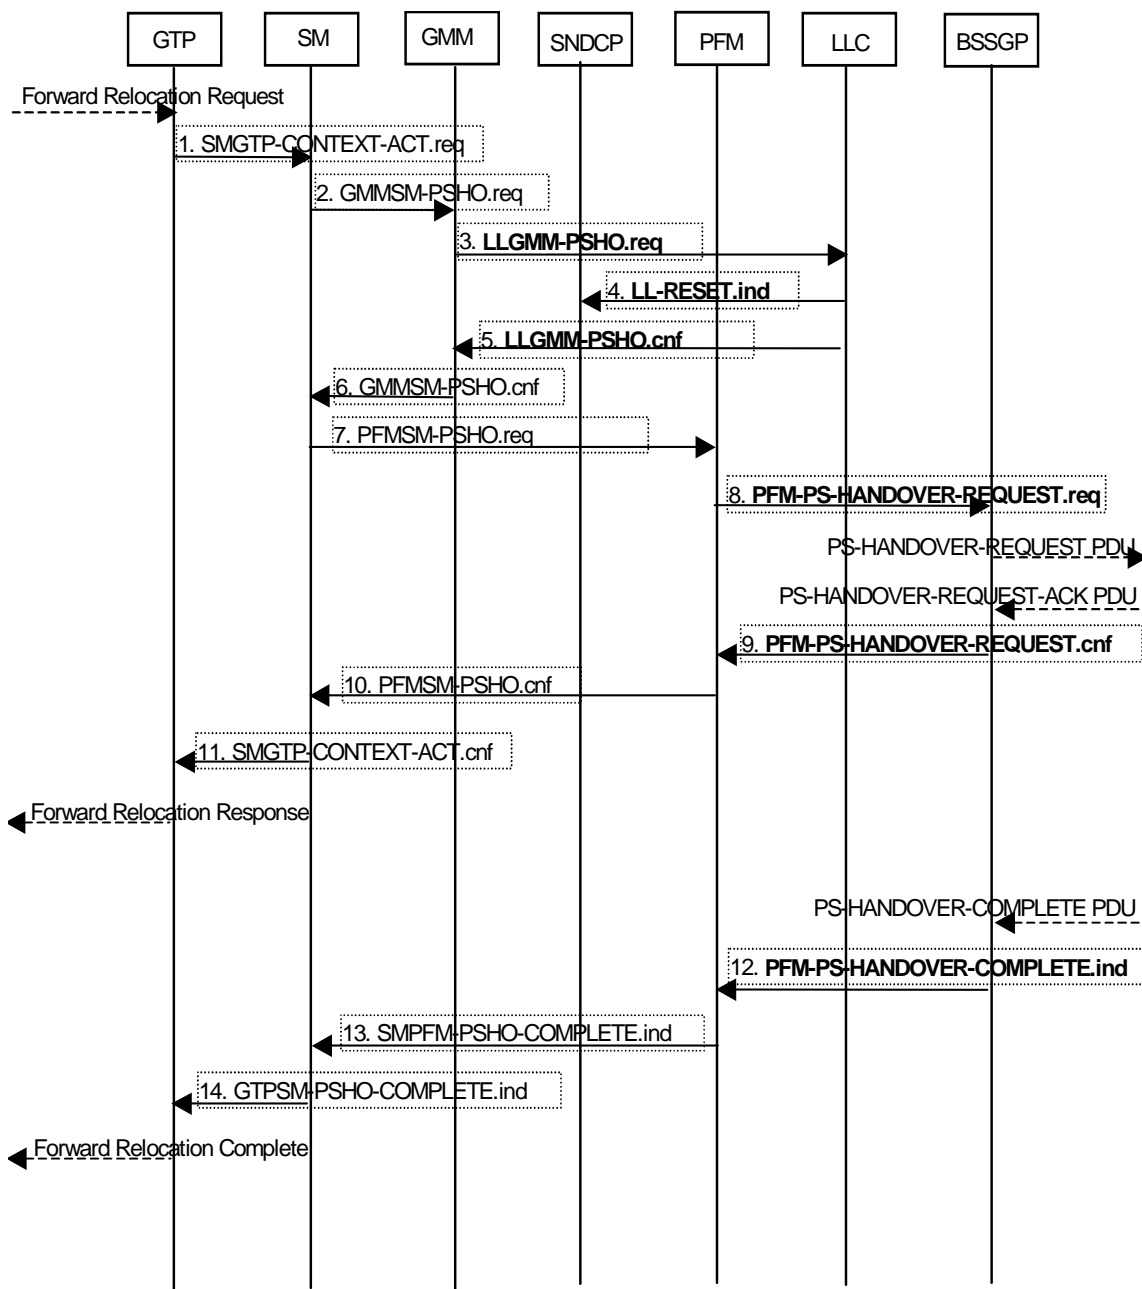 GTP SM GMM SNDCP PFM LLC BSSGP
Forward Relocation Request
1. SMGTP-CONTEXT-ACT.req
2. GMMSM-PSHO.req
3. LLGMM-PSHO.req
4. LL-RESET.ind
5. LLGMM-PSHO.cnf
6. GMMSM-PSHO.cnf
7. PFMSM-PSHO.req
8. PFM-PS-HANDOVER-REQUEST.req
PS-HANDOVER-REQUEST PDU
PS-HANDOVER-REQUEST-ACK PDU
9. PFM-PS-HANDOVER-REQUEST.cnf
10. PFMSM-PSHO.cnf
11. SMGTP-CONTEXT-ACT.cnf
Forward Relocation Response
PS-HANDOVER-COMPLETE PDU
12. PFM-PS-HANDOVER-COMPLETE.ind
13. SMPFM-PSHO-COMPLETE.ind
14. GTPSM-PSHO-COMPLETE.ind
Forward Relocation Complete